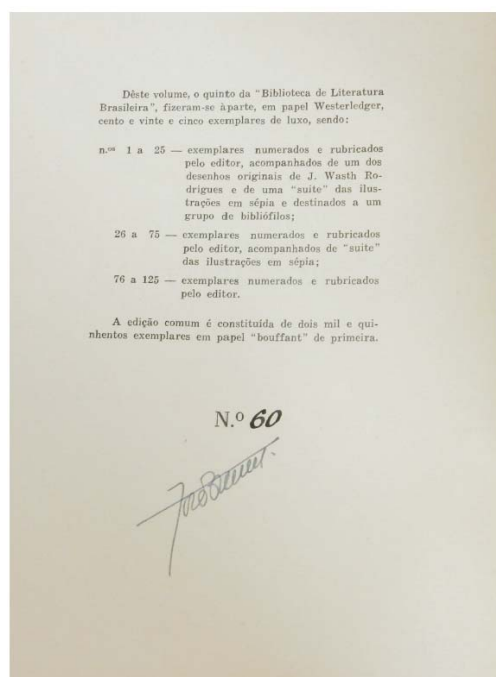 Dêste volume, o quinto da "Biblioteca de Literatura
Brasileira", fizeram-se àparte, em papel Westerledger,
cento e vinte e cinco exemplares de luxo, sendo:
n.os 1 a 25 — exemplares numerados e rubricados
pelo editor, acompanhados de um dos
desenhos originais de J. Wasth Ro-
drigues e de uma "suite" das ilus-
trações em sépia e destinados a um
grupo de bibliófilos;
26 a 75 — exemplares numerados e rubricados
pelo editor, acompanhados de "suite"
das ilustrações em sépia;
76 a 125 — exemplares numerados e rubricados
pelo editor.
A edição comum é constituída de dois mil e qui-
nhentos exemplares em papel "bouffant" de primeira.
N.º 60